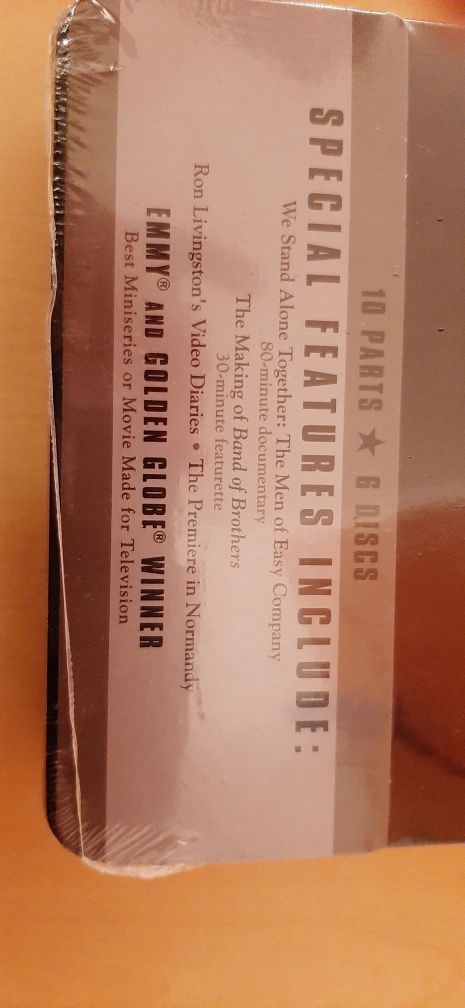 10 PARTS ★ 6 DISCS
SPECIAL FEATURES INCLUDE:
We Stand Alone Together: The Men of Easy Company
80-minute documentary
The Making of Band of Brothers
30-minute featurette
Ron Livingston's Video Diaries • The Premiere in Normandy
EMMY® AND GOLDEN GLOBE® WINNER
Best Miniseries or Movie Made for Television